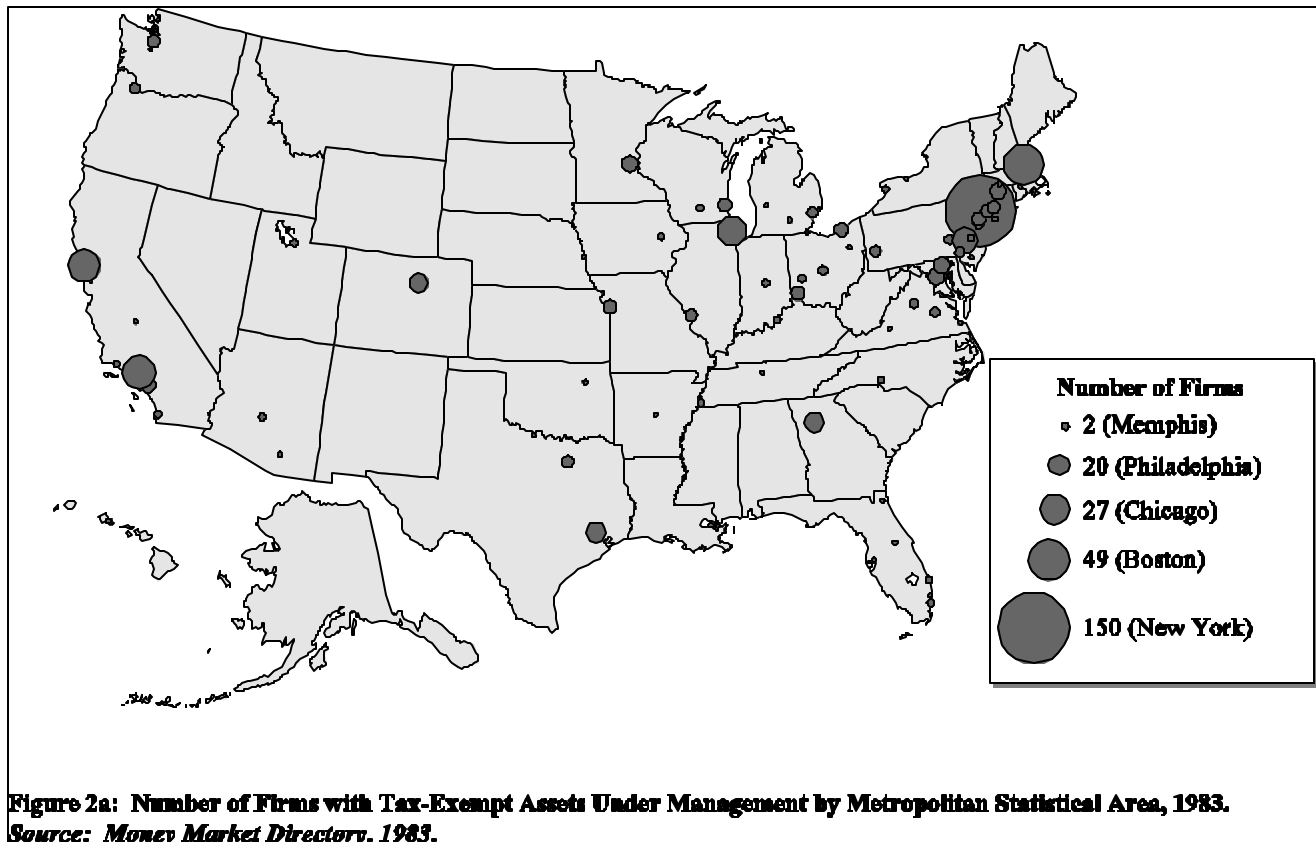 Number of Firms
2 (Memphis)
20 (Philadelphia)
27 (Chicago)
49 (Boston)
150 (New York)
Figure 2a: Number of Firms with Tax-Exempt Assets Under Management by Metropolitan Statistical Area, 1983.
Source: Money Market Directory, 1983.